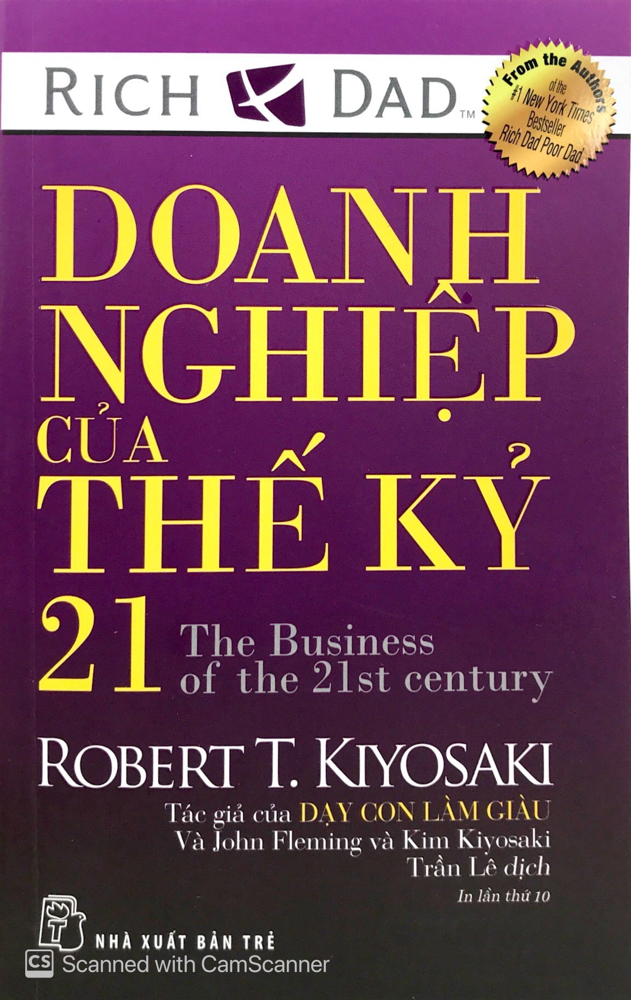 RICH DAD™
From the Authors
of the
#1 New York Times
Bestseller
Rich Dad Poor Dad
DOANH
NGHIỆP
CỦA
THẾ KỶ
21
The Business
of the 21st century
ROBERT T. KIYOSAKI
Tác giả của DẠY CON LÀM GIÀU
Và John Fleming và Kim Kiyosaki
Trần Lê dịch
In lần thứ 10
NHÀ XUẤT BẢN TRẺ
CS Scanned with CamScanner